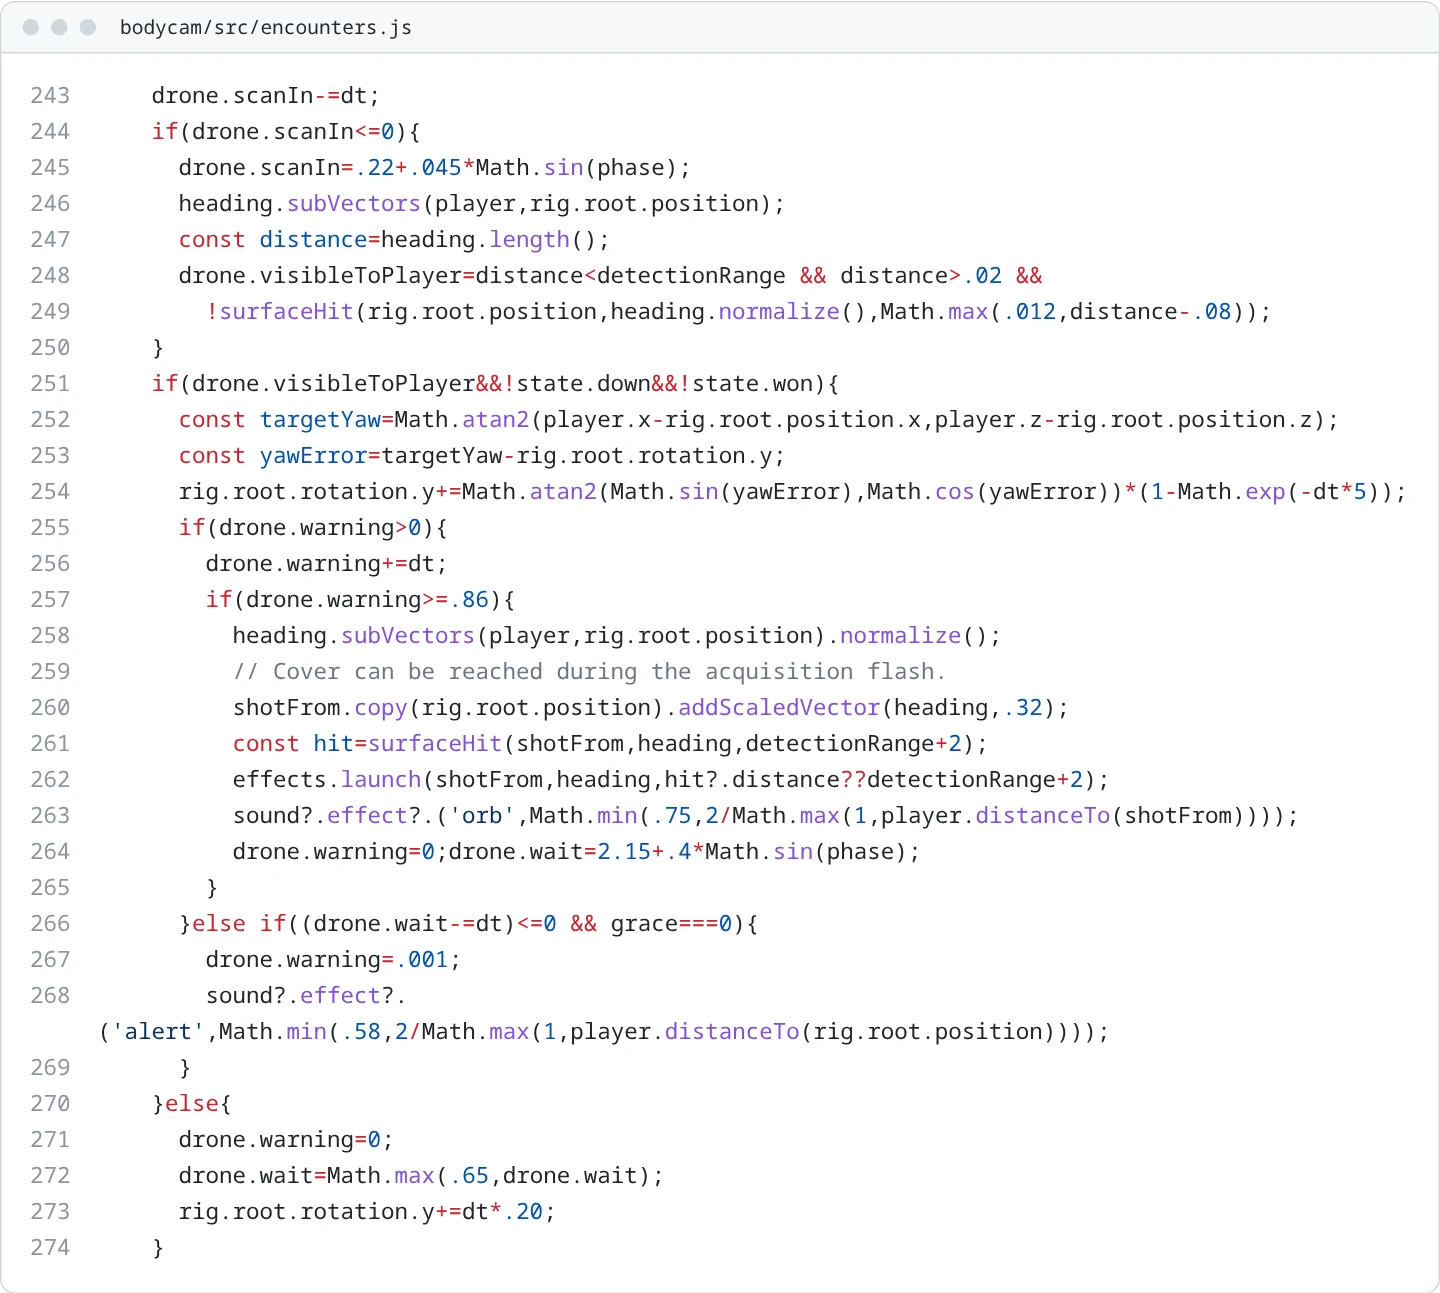 bodycam/src/encounters.js
243 drone.scanIn-=dt;
244 if(drone.scanIn<=0){
245 drone.scanIn=.22+.045*Math.sin(phase);
246 heading.subVectors(player,rig.root.position);
247 const distance=heading.length();
248 drone.visibleToPlayer=distance<detectionRange && distance>.02 &&
249 !surfaceHit(rig.root.position,heading.normalize(),Math.max(.012,distance-.08));
250 }
251 if(drone.visibleToPlayer&&!state.down&&!state.won){
252 const targetYaw=Math.atan2(player.x-rig.root.position.x,player.z-rig.root.position.z);
253 const yawError=targetYaw-rig.root.rotation.y;
254 rig.root.rotation.y+=Math.atan2(Math.sin(yawError),Math.cos(yawError))*(1-Math.exp(-dt*5));
255 if(drone.warning>0){
256 drone.warning+=dt;
257 if(drone.warning>=.86){
258 heading.subVectors(player,rig.root.position).normalize();
259 // Cover can be reached during the acquisition flash.
260 shotFrom.copy(rig.root.position).addScaledVector(heading,.32);
261 const hit=surfaceHit(shotFrom,heading,detectionRange+2);
262 effects.launch(shotFrom,heading,hit?.distance??detectionRange+2);
263 sound?.effect?.('orb',Math.min(.75,2/Math.max(1,player.distanceTo(shotFrom))));
264 drone.warning=0;drone.wait=2.15+.4*Math.sin(phase);
265 }
266 }else if((drone.wait-=dt)<=0 && grace===0){
267 drone.warning=.001;
268 sound?.effect?.
('alert',Math.min(.58,2/Math.max(1,player.distanceTo(rig.root.position))));
269 }
270 }else{
271 drone.warning=0;
272 drone.wait=Math.max(.65,drone.wait);
273 rig.root.rotation.y+=dt*.20;
274 }